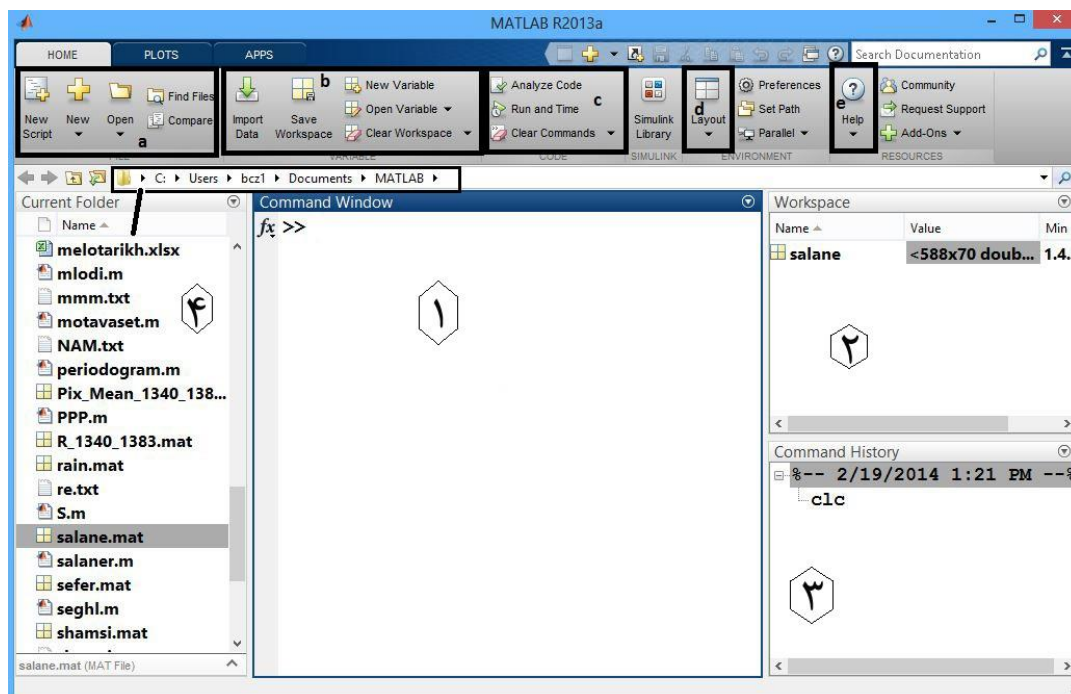 MATLAB R2013a
HOME PLOTS APPS Search Documentation
New Script New Open Find Files Compare a
FILE
Import Data Save Workspace b New Variable Open Variable Clear Workspace
VARIABLE
Analyze Code Run and Time Clear Commands c
CODE
Simulink Library
SIMULINK
Layout d Preferences Set Path Parallel
ENVIRONMENT
? Help e Community Request Support Add-Ons
RESOURCES
C: Users bcz1 Documents MATLAB
Current Folder
Name
melotarikh.xlsx
mlodi.m
mmm.txt
motavaset.m
NAM.txt
periodogram.m
Pix_Mean_1340_138...
PPP.m
R_1340_1383.mat
rain.mat
re.txt
S.m
salane.mat
salaner.m
sefer.mat
seghl.m
shamsi.mat
salane.mat (MAT File)
۴
Command Window
fx >>
۱
Workspace
Name Value Min
salane <588x70 doub... 1.4.
۲
Command History
%-- 2/19/2014 1:21 PM --%
clc
۳